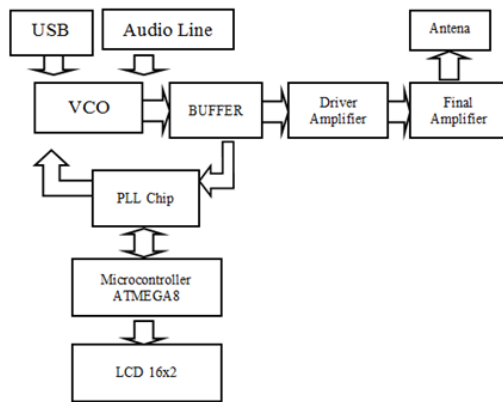 USB
Audio Line
Antena
VCO
BUFFER
Driver
Amplifier
Final
Amplifier
PLL Chip
Microcontroller
ATMEGA8
LCD 16x2